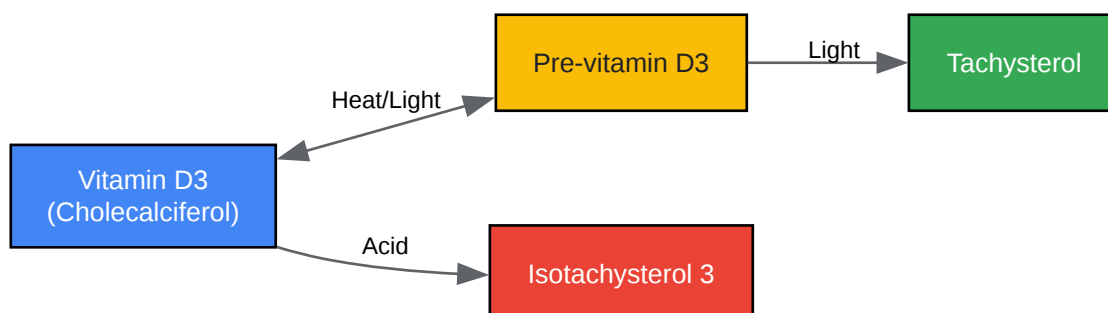 Pre-vitamin D3
Light
Tachysterol
Heat/Light
Vitamin D3
(Cholecalciferol)
Acid
Isotachysterol 3